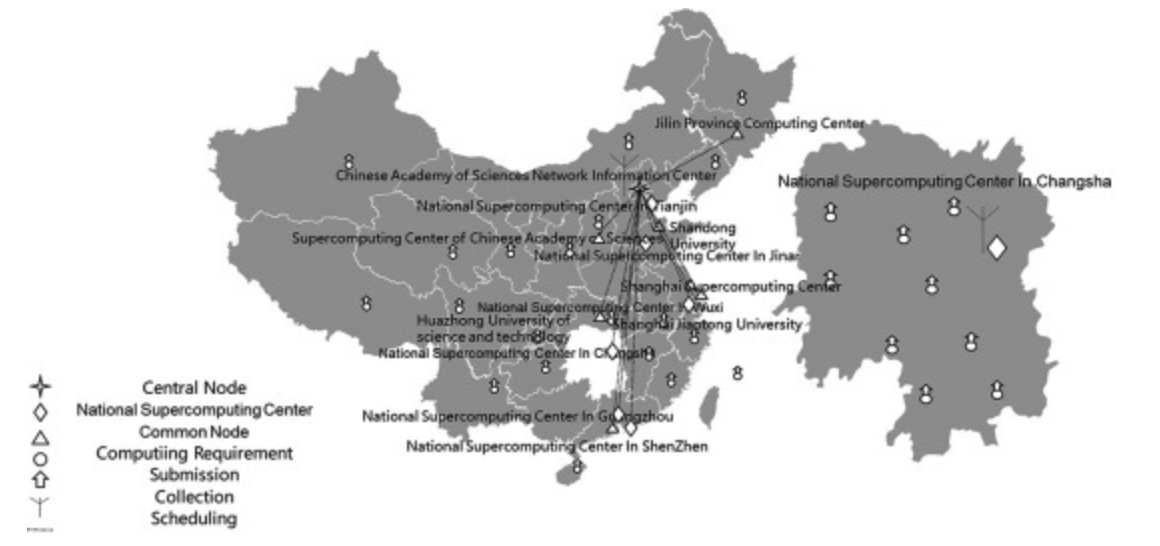 Jilin Province Computing Center
Chinese Academy of Sciences Network Information Center
National Supercomputing Center In Changsha
National Supercomputing Center In Tianjin
Shandong
University
Supercomputing Center of Chinese Academy of Sciences
National Supercomputing Center In Jinan
Shanghai Supercomputing Center
National Supercomputing Center In Wuxi
Huazhong University of
science and technology
Shanghai Jiaotong University
National Supercomputing Center In Changsha
National Supercomputing Center In Guangzhou
National Supercomputing Center In ShenZhen
Central Node
National Supercomputing Center
Common Node
Computiing Requirement
Submission
Collection
Scheduling